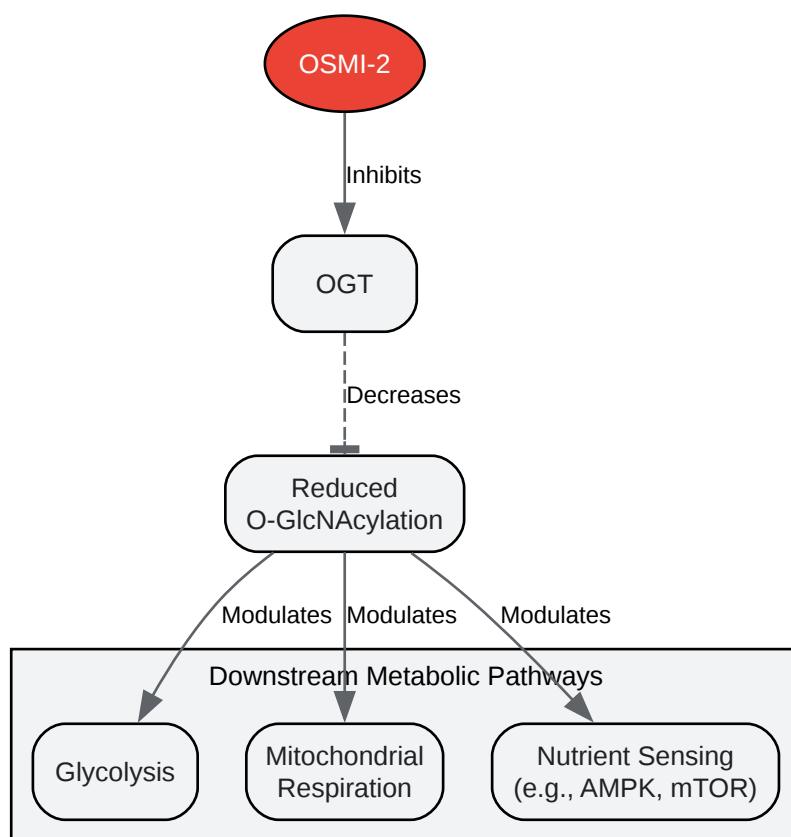 OSMI-2
Inhibits
OGT
Decreases
Reduced
O-GlcNAcylation
Modulates
Modulates
Modulates
Downstream Metabolic Pathways
Glycolysis
Mitochondrial
Respiration
Nutrient Sensing
(e.g., AMPK, mTOR)